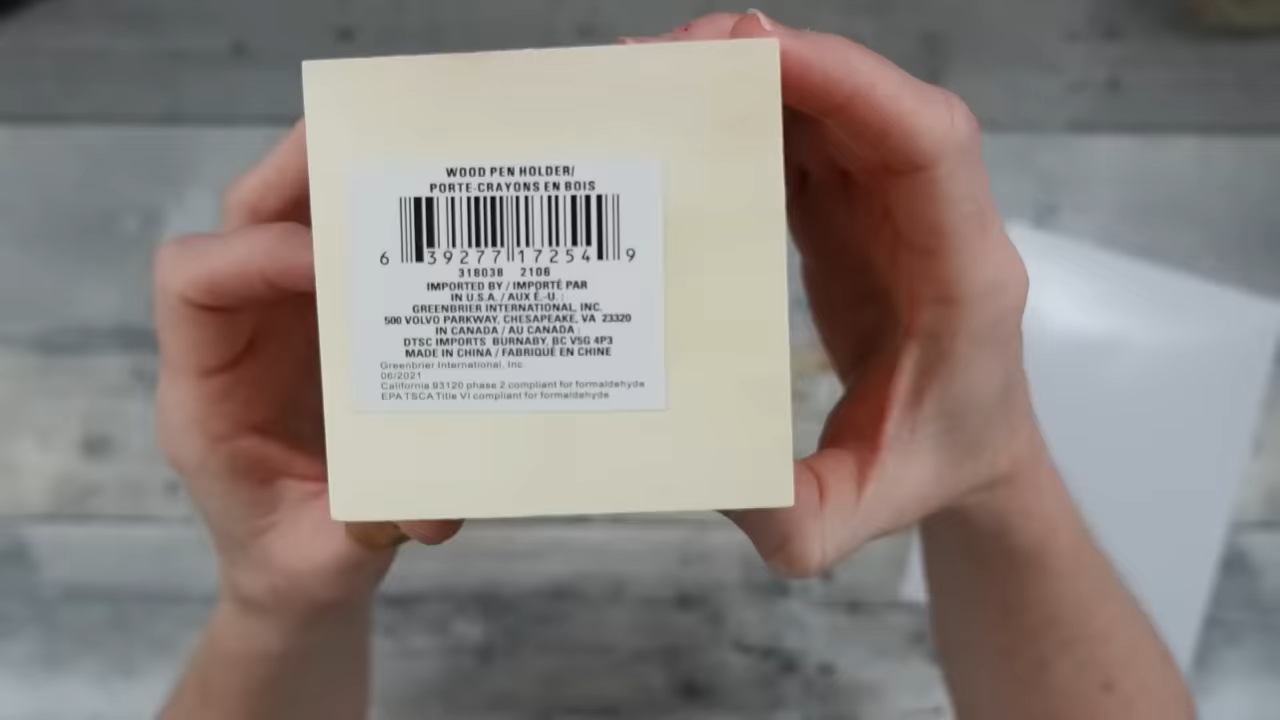 WOOD PEN HOLDER/
PORTE-CRAYONS EN BOIS
6 39277 17254 9
318038 2106
IMPORTED BY / IMPORTÉ PAR
IN U.S.A. / AUX É.-U. :
GREENBRIER INTERNATIONAL, INC.
500 VOLVO PARKWAY, CHESAPEAKE, VA 23320
IN CANADA / AU CANADA :
DTSC IMPORTS BURNABY, BC V5G 4P3
MADE IN CHINA / FABRIQUÉ EN CHINE
Greenbrier International, Inc.
06/2021
California 93120 phase 2 compliant for formaldehyde
EPA TSCA Title VI compliant for formaldehyde